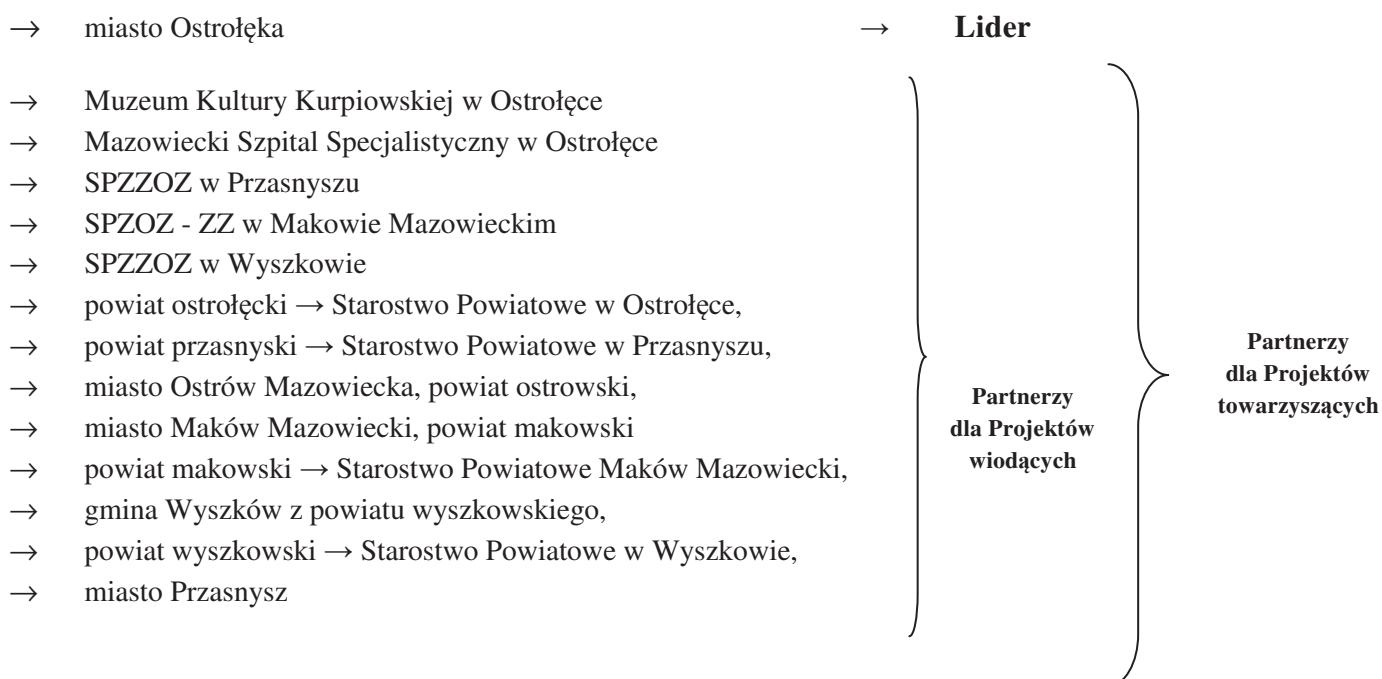 → miasto Ostrołęka → Lider
→ Muzeum Kultury Kurpiowskiej w Ostrołęce
→ Mazowiecki Szpital Specjalistyczny w Ostrołęce
→ SPZZOZ w Przasnyszu
→ SPZOZ - ZZ w Makowie Mazowieckim
→ SPZZOZ w Wyszkowie
→ powiat ostrołęcki → Starostwo Powiatowe w Ostrołęce,
→ powiat przasnyski → Starostwo Powiatowe w Przasnyszu,
→ miasto Ostrów Mazowiecka, powiat ostrowski,
→ miasto Maków Mazowiecki, powiat makowski
→ powiat makowski → Starostwo Powiatowe Maków Mazowiecki,
→ gmina Wyszków z powiatu wyszkowskiego,
→ powiat wyszkowski → Starostwo Powiatowe w Wyszkowie,
→ miasto Przasnysz
Partnerzy
dla Projektów
wiodących
Partnerzy
dla Projektów
towarzyszących